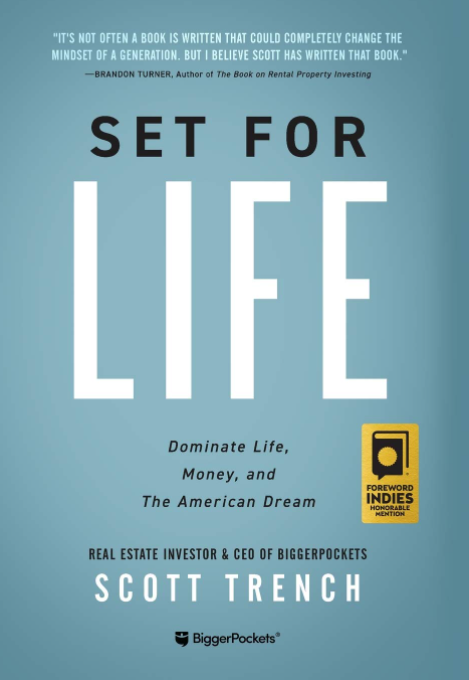 "IT'S NOT OFTEN A BOOK IS WRITTEN THAT COULD COMPLETELY CHANGE THE
MINDSET OF A GENERATION. BUT I BELIEVE SCOTT HAS WRITTEN THAT BOOK."
—BRANDON TURNER, Author of The Book on Rental Property Investing
SET FOR
LIFE
Dominate Life,
Money, and
The American Dream
FOREWORD
INDIES
HONORABLE
MENTION
REAL ESTATE INVESTOR & CEO OF BIGGERPOCKETS
SCOTT TRENCH
BiggerPockets®